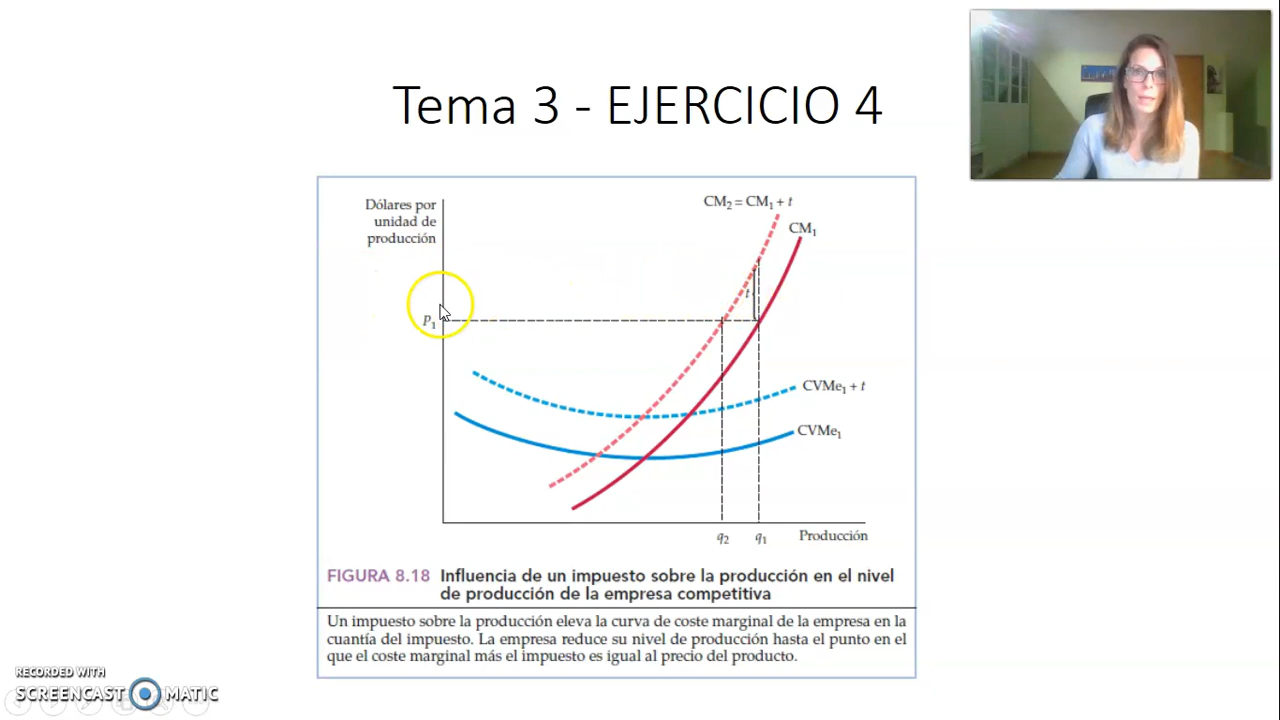 Tema 3 - EJERCICIO 4
Dólares por
unidad de
producción
CM₂ = CM₁ + t
CM₁
t
P₁
CVMe₁ + t
CVMe₁
q₂
q₁
Producción
FIGURA 8.18 Influencia de un impuesto sobre la producción en el nivel
de producción de la empresa competitiva
Un impuesto sobre la producción eleva la curva de coste marginal de la empresa en la
cuantía del impuesto. La empresa reduce su nivel de producción hasta el punto en el
que el coste marginal más el impuesto es igual al precio del producto.
RECORDED WITH
SCREENCAST MATIC